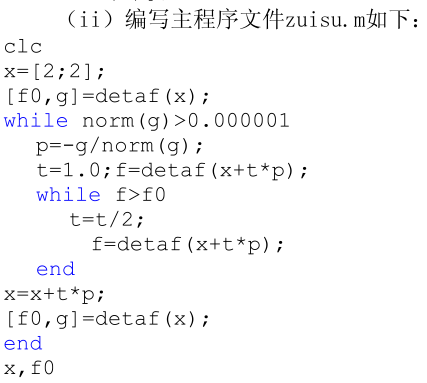 （ii）编写主程序文件zuisu.m如下：
clc
x=[2;2];
[f0,g]=detaf(x);
while norm(g)>0.000001
p=-g/norm(g);
t=1.0;f=detaf(x+t*p);
while f>f0
t=t/2;
f=detaf(x+t*p);
end
x=x+t*p;
[f0,g]=detaf(x);
end
x,f0